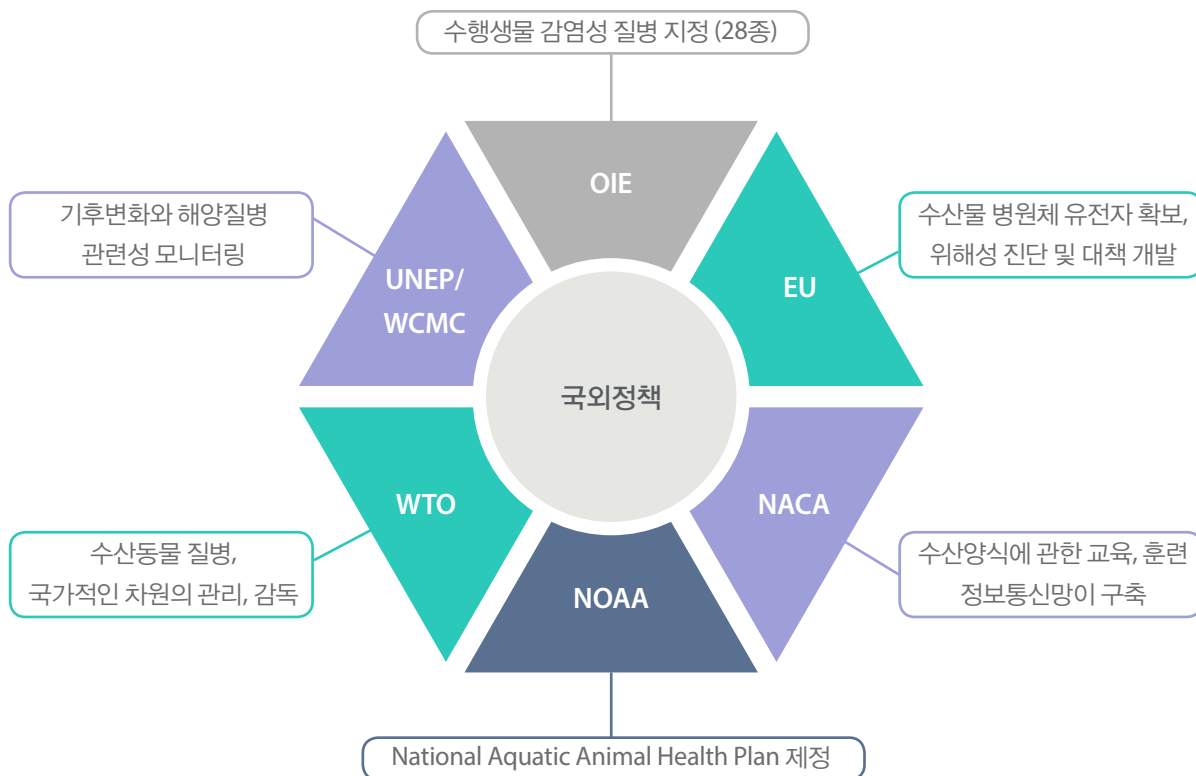 수행생물 감염성 질병 지정 (28종)
OIE
기후변화와 해양질병
관련성 모니터링
UNEP/
WCMC
수산물 병원체 유전자 확보,
위해성 진단 및 대책 개발
EU
국외정책
WTO
수산동물 질병,
국가적인 차원의 관리, 감독
NACA
수산양식에 관한 교육, 훈련
정보통신망이 구축
NOAA
National Aquatic Animal Health Plan 제정